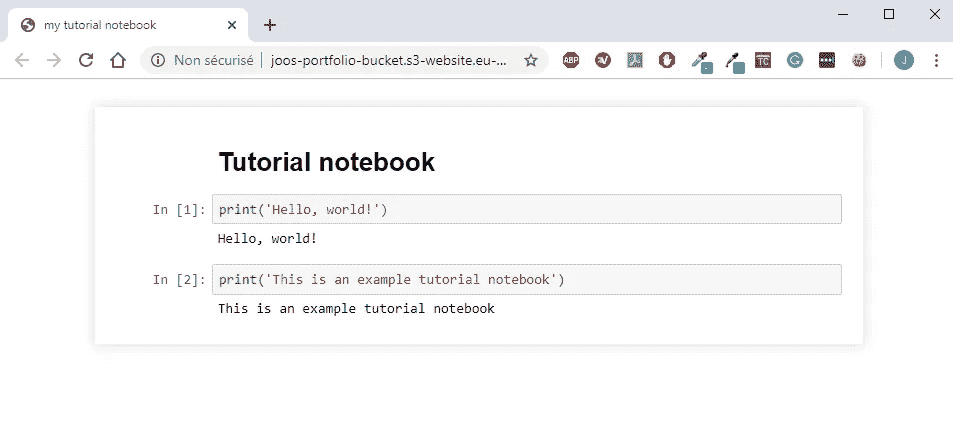 my tutorial notebook
Non sécurisé | joos-portfolio-bucket.s3-website.eu-...
ABP
TC
J
Tutorial notebook
In [1]: print('Hello, world!')
Hello, world!
In [2]: print('This is an example tutorial notebook')
This is an example tutorial notebook